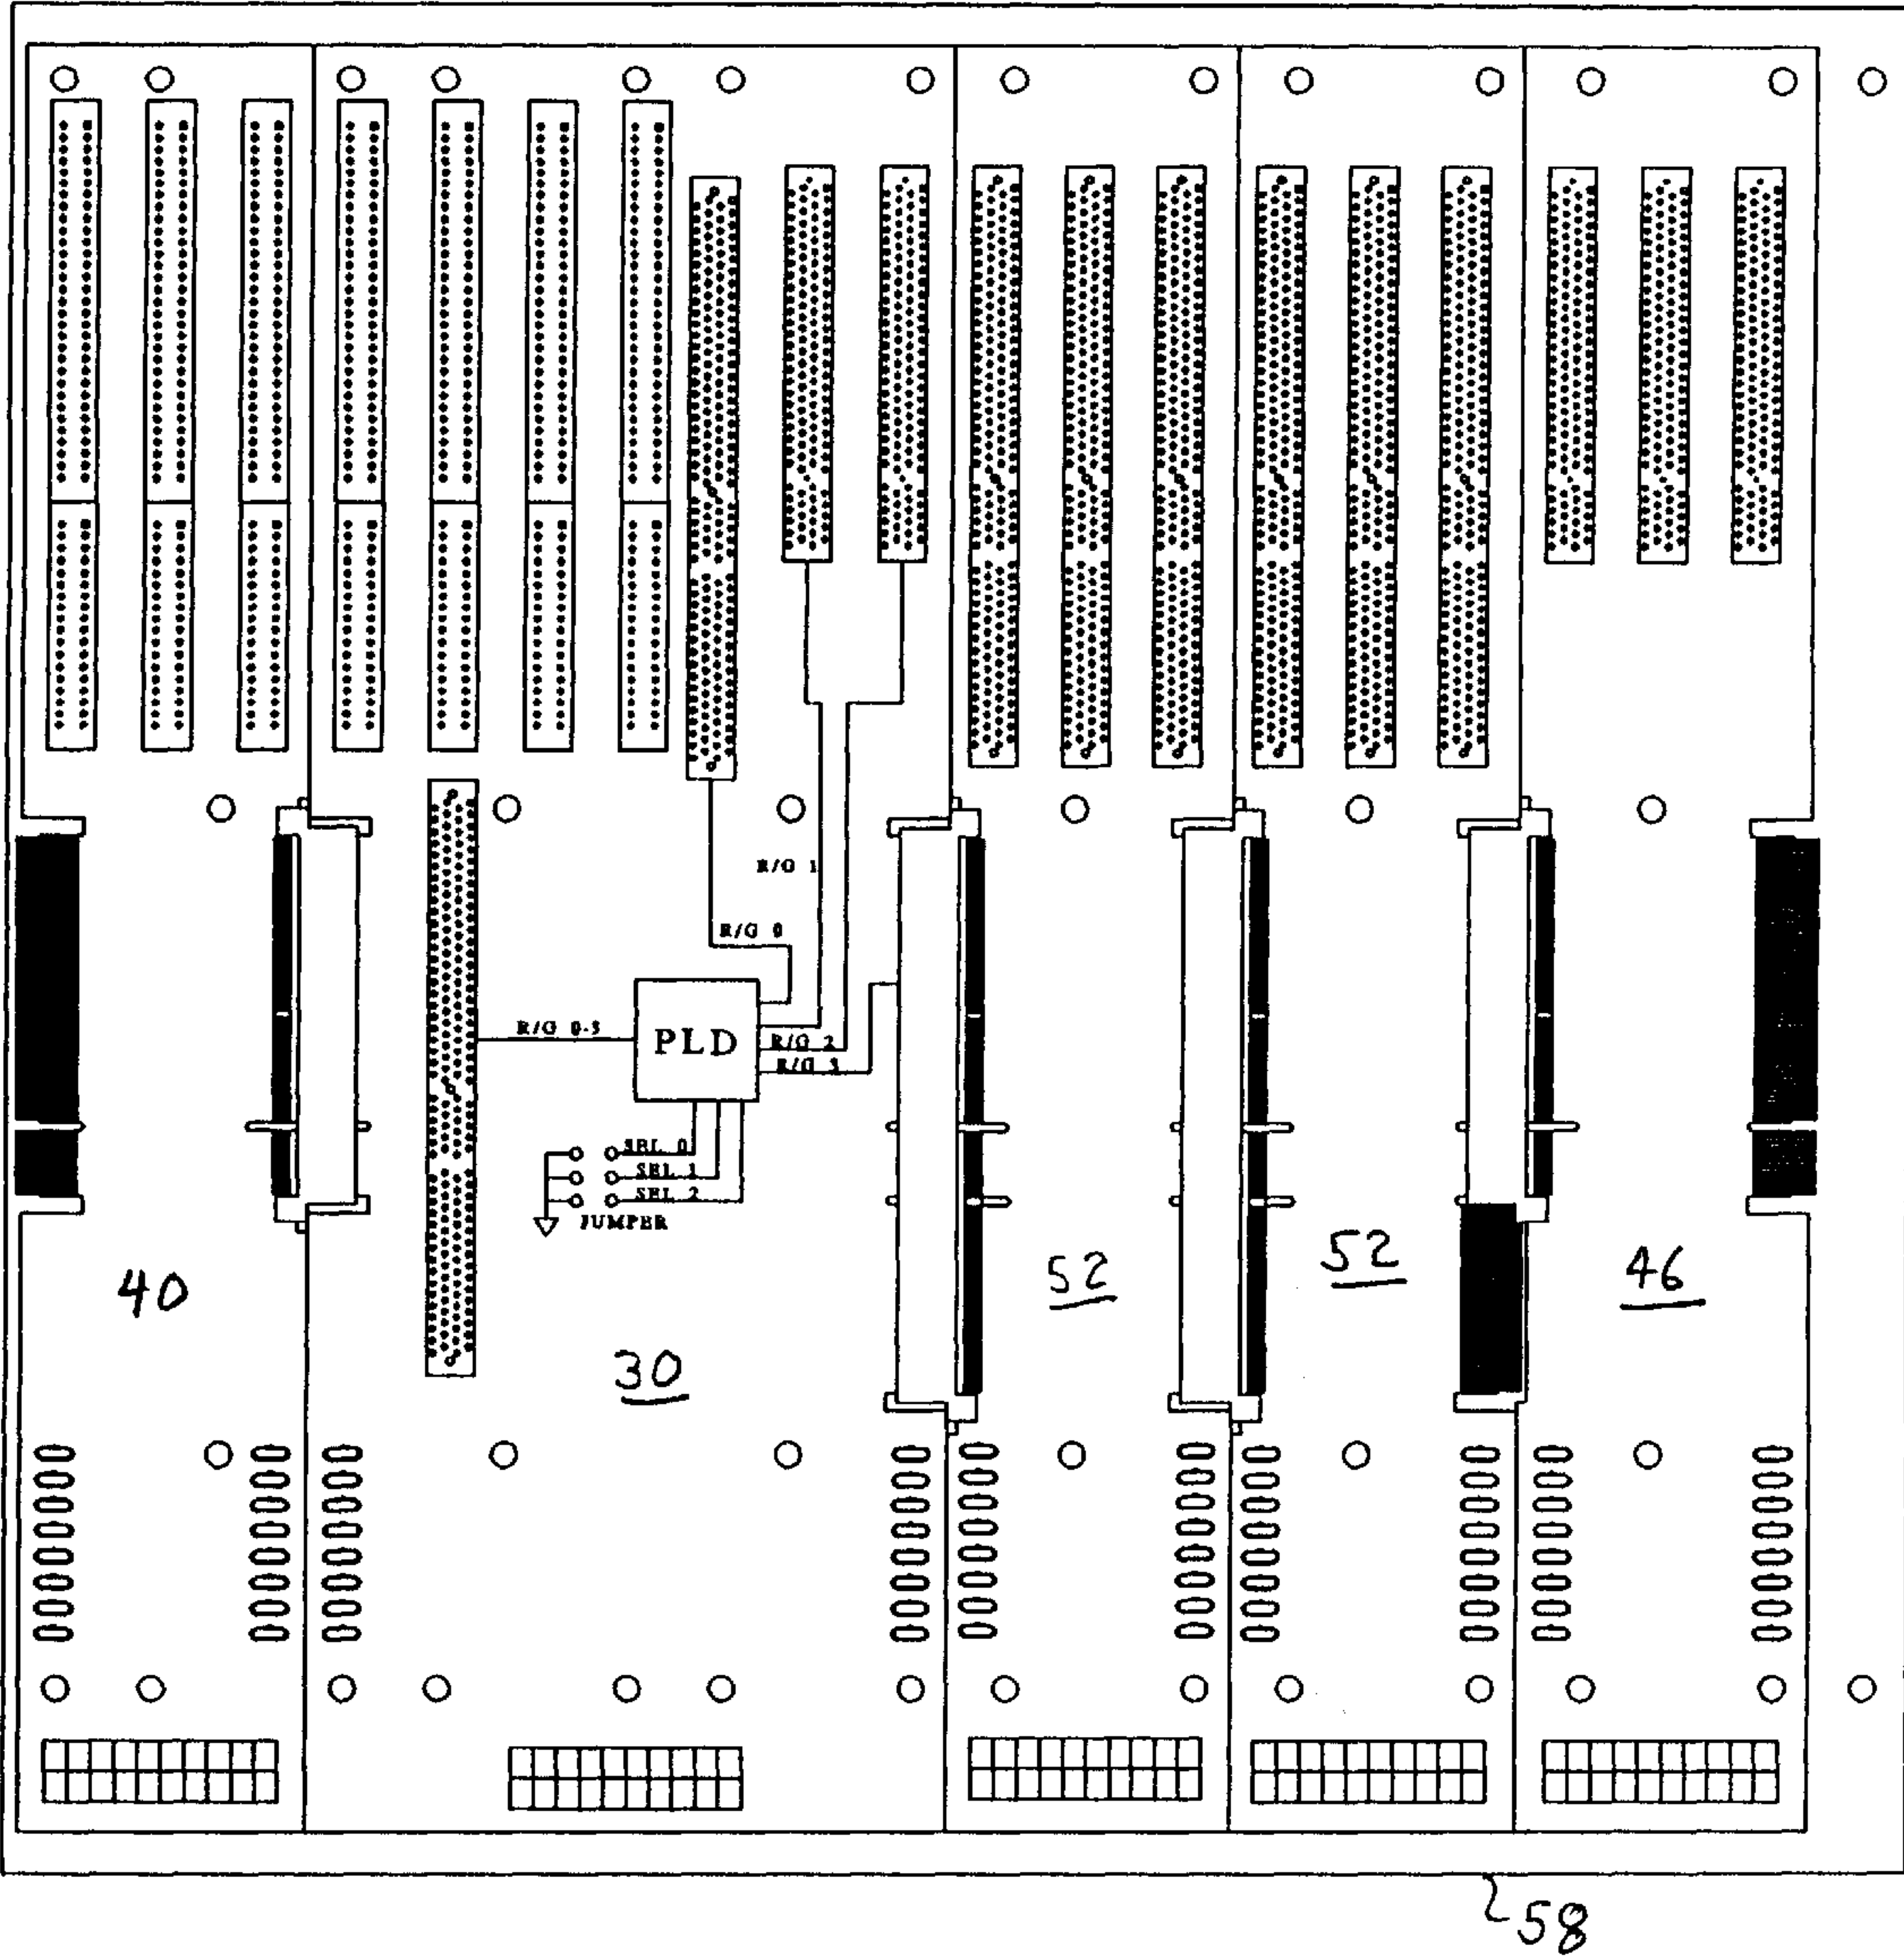 R/G 1
R/G 0
R/G 0-3
PLD
R/G 2
R/G 3
SEL 0
SEL 1
SEL 2
JUMPER
40
30
52
52
46
58